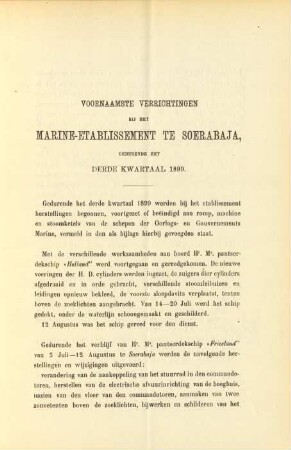 VOORNAAMSTE VERRICHTINGEN
BIJ HET
MARINE-ETABLISSEMENT TE SOERABAJA,
GEDURENDE HET
DERDE KWARTAAL 1899.
Gedurende het derde kwartaal 1899 werden bij het etablissement
herstellingen begonnen, voortgezet of beëindigd aan romp, machine
en stoomketels van de schepen der Oorlogs- en Gouvernements
Marine, vermeld in den als bijlage hierbij gevoegden staat.
Met de verschillende werkzaamheden aan boord Hr. Ms. pantser-
dekschip „Holland” werd voortgegaan en gereedgekomen. De nieuwe
voeringen der H. D. cylinders werden ingezet, de zuigers dier cylinders
afgedraaid en in orde gebracht, verschillende stoomafsluiters en
leidingen opnieuw bekleed, de voorste sloepdavits verplaatst, tenten
boven de zoeklichten aangebracht. Van 14—20 Juli werd het schip
gedokt, onder de waterlijn schoongemaakt en geschilderd.
12 Augustus was het schip gereed voor den dienst.
Gedurende het verblijf van Hr. Ms. pantserdekschip „Friesland”
van 5 Juli—12 Augustus te Soerabaja werden de navolgende her-
stellingen en wijzigingen uitgevoerd:
verandering van de aankoppeling van het stuurrad in den commando-
toren, herstellen van de electrische afvuurinrichting van de boeghuis,
maken van den vloer van den commandotoren, aanmaken van twee
zonnetenten boven de zoeklichten, bijwerken en schilderen van het